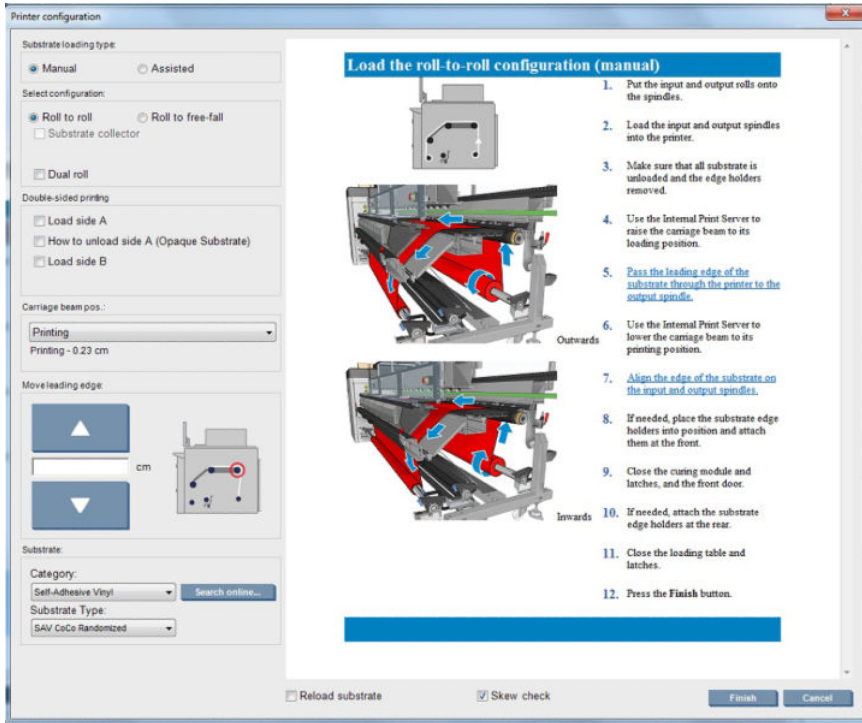 Printer configuration
Substrate loading type:
Manual
Assisted
Select configuration:
Roll to roll
Roll to free-fall
Substrate collector
Dual roll
Double-sided printing
Load side A
How to unload side A (Opaque Substrate)
Load side B
Carriage beam pos.:
Printing
Printing - 0.23 cm
Move leading edge:
cm
Substrate:
Category:
Self-Adhesive Vinyl
Search online...
Substrate Type:
SAV CoCo Randomized
Load the roll-to-roll configuration (manual)
1. Put the input and output rolls onto
the spindles.
2. Load the input and output spindles
into the printer.
3. Make sure that all substrate is
unloaded and the edge holders
removed.
4. Use the Internal Print Server to
raise the carriage beam to its
loading position.
5. Pass the leading edge of the
substrate through the printer to the
output spindle.
Outwards
6. Use the Internal Print Server to
lower the carriage beam to its
printing position.
7. Align the edge of the substrate on
the input and output spindles.
8. If needed, place the substrate edge
holders into position and attach
them at the front.
9. Close the curing module and
latches, and the front door.
Inwards
10. If needed, attach the substrate
edge holders at the rear.
11. Close the loading table and
latches.
12. Press the Finish button.
Reload substrate
Skew check
Finish
Cancel